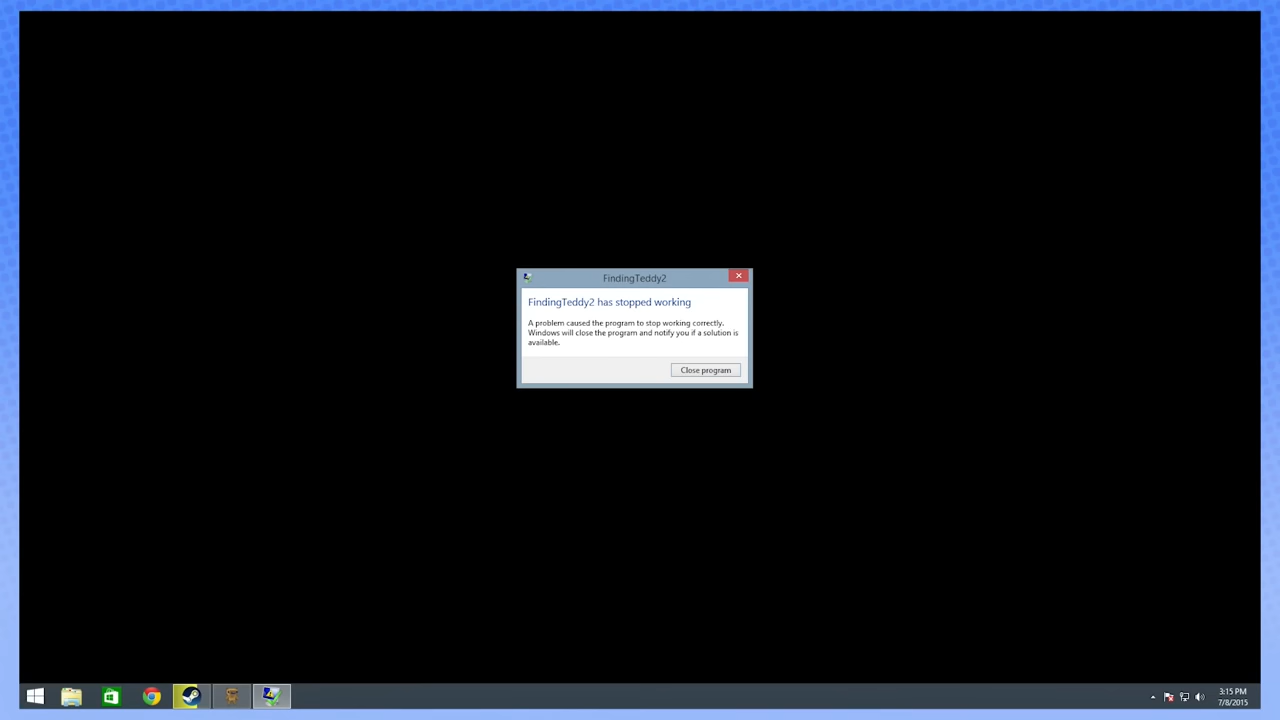 FindingTeddy2
FindingTeddy2 has stopped working
A problem caused the program to stop working correctly.
Windows will close the program and notify you if a solution is
available.
Close program
3:15 PM
7/8/2015